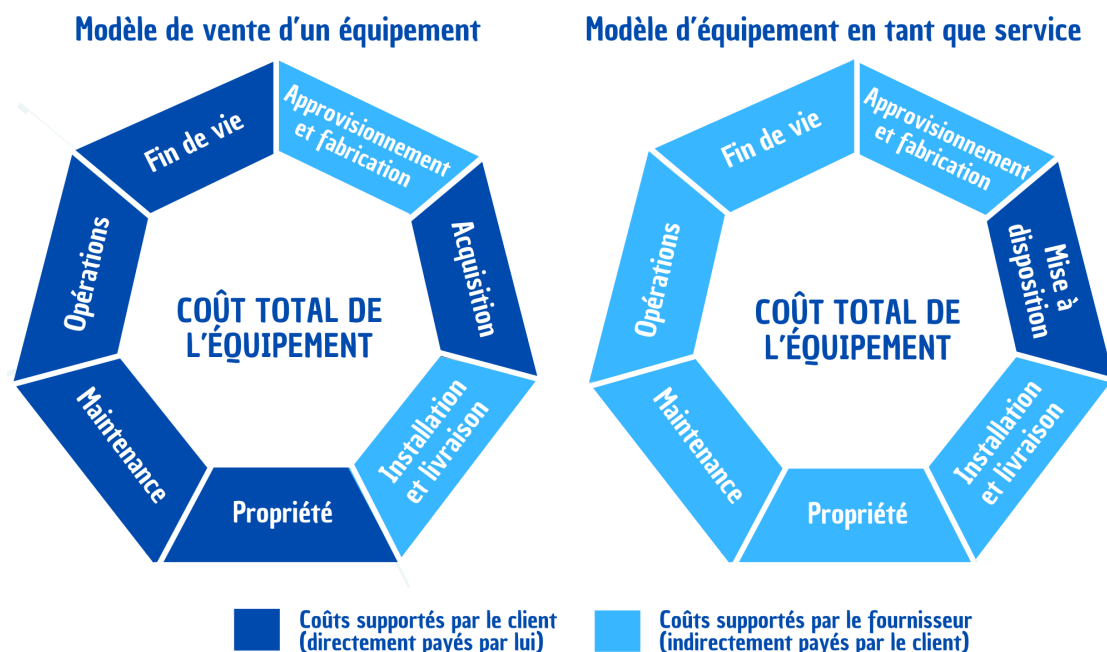 Modèle de vente d'un équipement
Fin de vie
Approvisionnement
et fabrication
Acquisition
Installation
et livraison
Propriété
Maintenance
Opérations
COÛT TOTAL DE
L'ÉQUIPEMENT
Modèle d'équipement en tant que service
Fin de vie
Approvisionnement
et fabrication
Mise à
disposition
Installation
et livraison
Propriété
Maintenance
Opérations
COÛT TOTAL DE
L'ÉQUIPEMENT
Coûts supportés par le client
(directement payés par lui)
Coûts supportés par le fournisseur
(indirectement payés par le client)